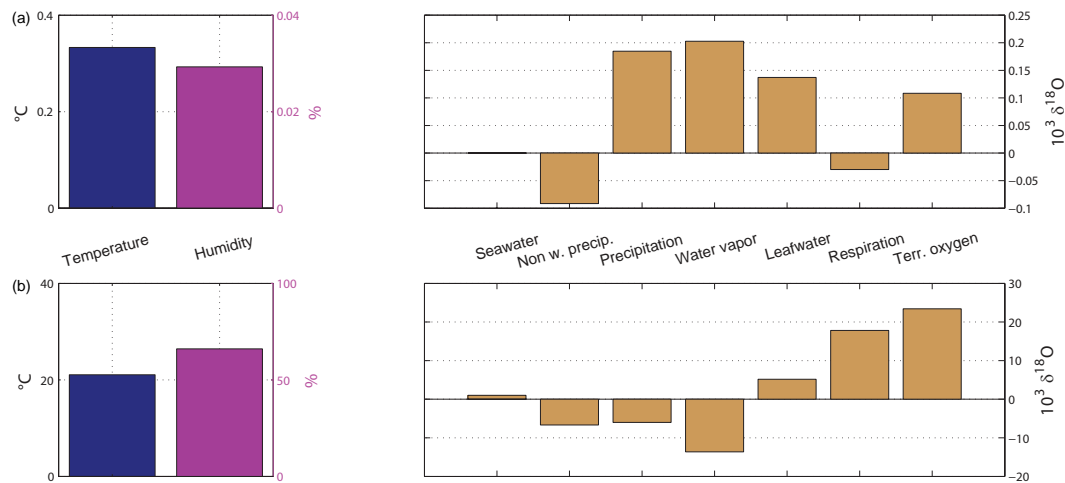 (a)
0.4
0.2
0
°C
0.04
0.02
0
%
0.25
0.2
0.15
0.1
0.05
0
−0.05
−0.1
10³ δ¹⁸O
Temperature
Humidity
Seawater
Non w. precip.
Precipitation
Water vapor
Leafwater
Respiration
Terr. oxygen
(b)
40
20
0
°C
100
50
0
%
30
20
10
0
−10
−20
10³ δ¹⁸O